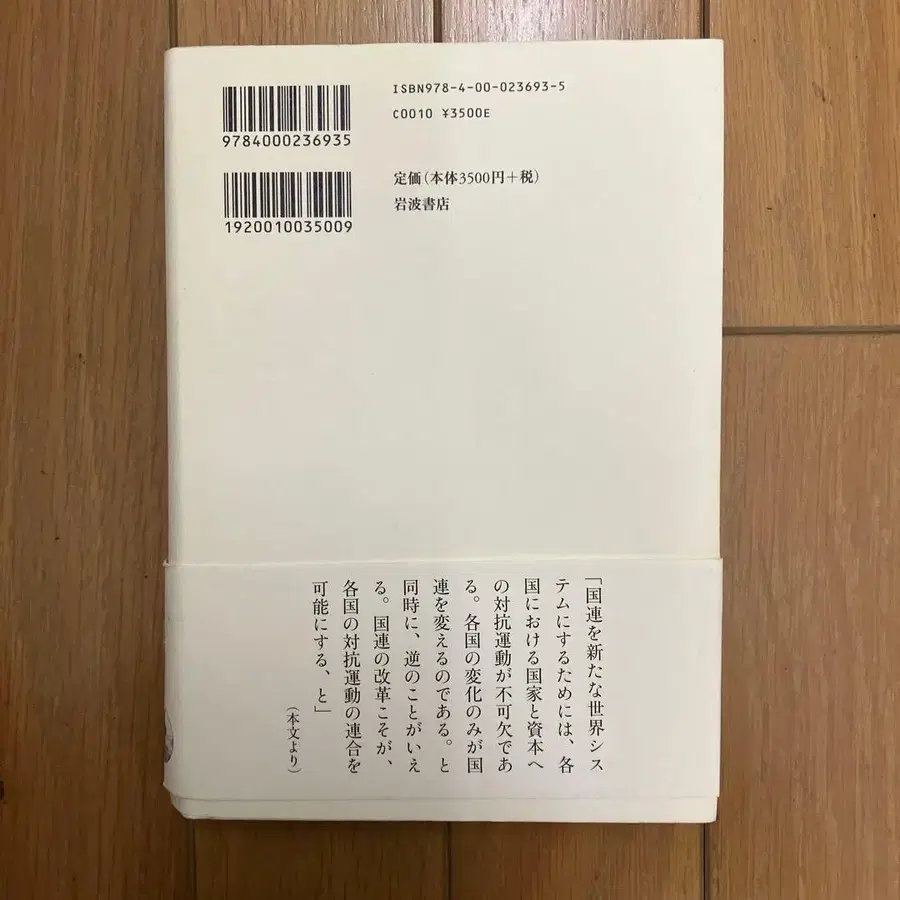 ISBN978-4-00-023693-5
C0010 ¥3500E
9784000236935
定価(本体3500円+税)
岩波書店
1920010035009
「国連を新たな世界シス
テムにするためには、各
国における国家と資本へ
の対抗運動が不可欠であ
る。各国の変化のみが国
連を変えるのである。と
同時に、逆のことがいえ
る。国連の改革こそが、
各国の対抗運動の連合を
可能にする、と」
(本文より)